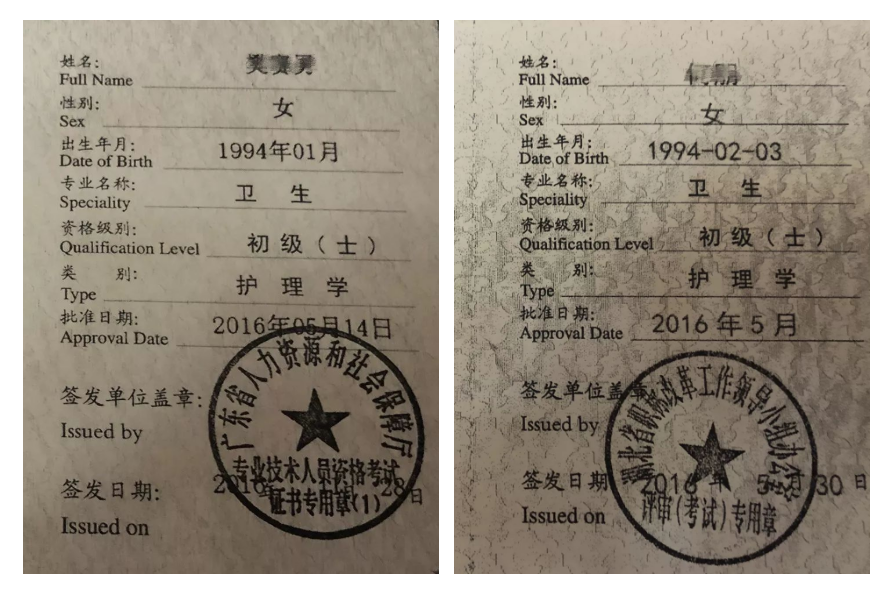 姓名:
Full Name
性别: 女
Sex
出生年月: 1994年01月
Date of Birth
专业名称: 卫 生
Speciality
资格级别: 初 级 ( 士 )
Qualification Level
类 别: 护 理 学
Type
批准日期: 2016年05月14日
Approval Date
签发单位盖章:
Issued by
广东省人力资源和社会保障厅
专业技术人员资格考试
证书专用章(1)
签发日期: 2016 28日
Issued on
姓名:
Full Name
性别: 女
Sex
出生年月: 1994-02-03
Date of Birth
专业名称: 卫 生
Speciality
资格级别: 初 级 ( 士 )
Qualification Level
类 别: 护 理 学
Type
批准日期: 2016 年 5 月
Approval Date
签发单位盖章
Issued by
湖北省职称改革工作领导小组办公室
评审(考试)专用章
签发日期 2016 年 30 日
Issued on